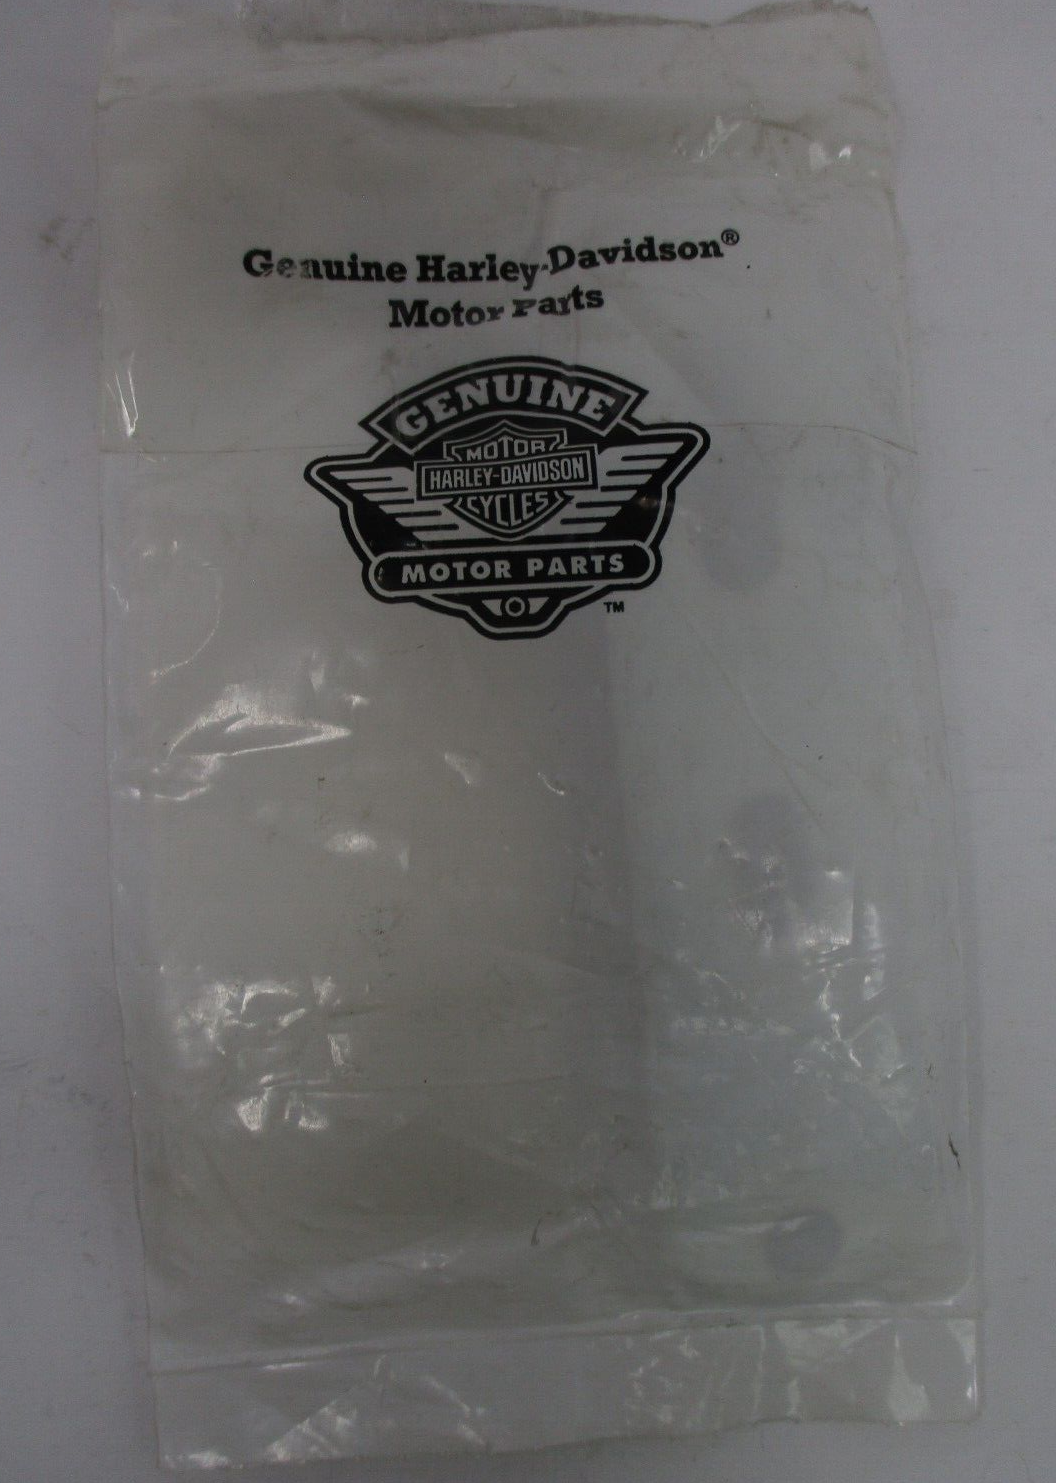 Genuine Harley-Davidson®
Motor Parts
GENUINE
MOTOR
HARLEY-DAVIDSON
CYCLES
MOTOR PARTS
TM